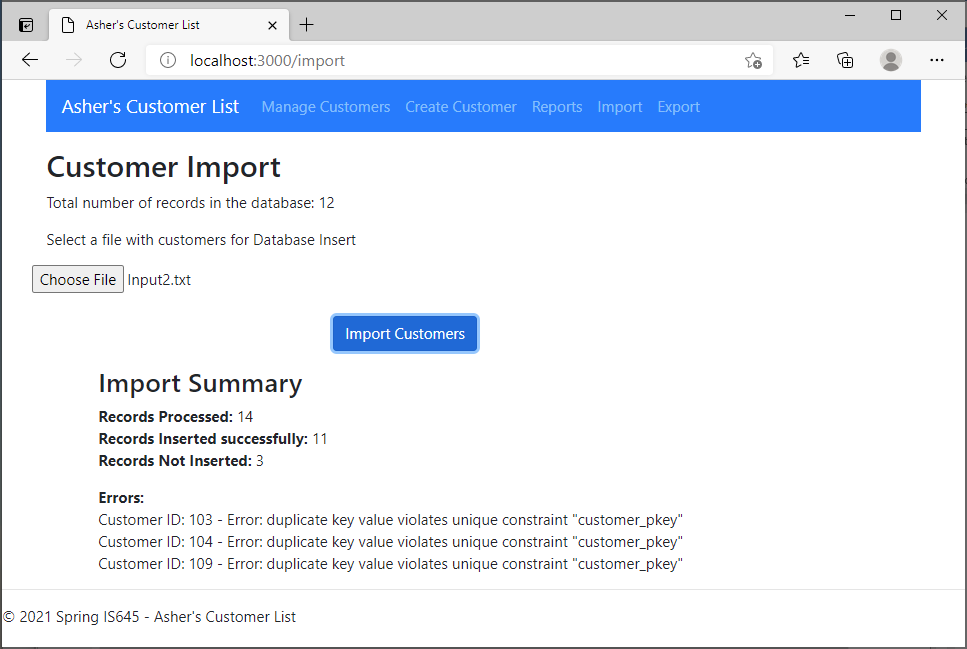 Asher's Customer List
localhost:3000/import
Asher's Customer List Manage Customers Create Customer Reports Import Export
Customer Import
Total number of records in the database: 12
Select a file with customers for Database Insert
Choose File Input2.txt
Import Customers
Import Summary
Records Processed: 14
Records Inserted successfully: 11
Records Not Inserted: 3
Errors:
Customer ID: 103 - Error: duplicate key value violates unique constraint "customer_pkey"
Customer ID: 104 - Error: duplicate key value violates unique constraint "customer_pkey"
Customer ID: 109 - Error: duplicate key value violates unique constraint "customer_pkey"
© 2021 Spring IS645 - Asher's Customer List